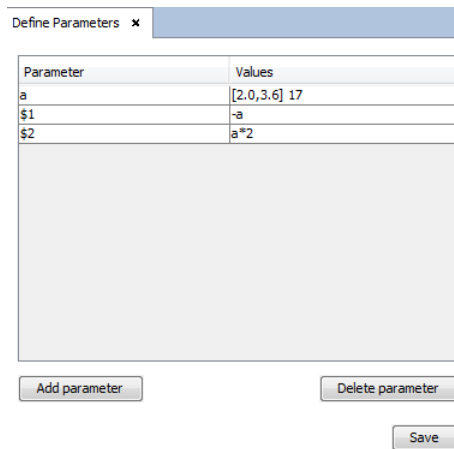 Define Parameters ×
Parameter Values
a [2.0,3.6] 17
$1 -a
$2 a*2
Add parameter Delete parameter
Save